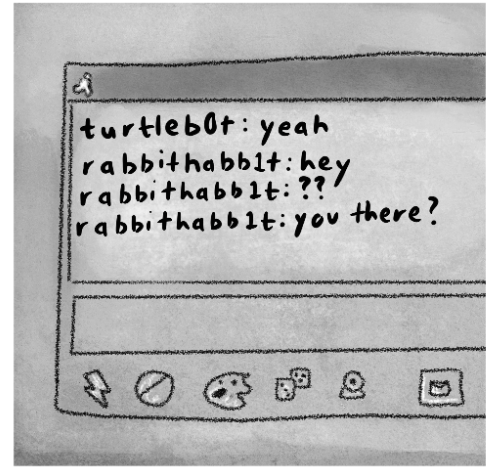 turtleb0t: yeah
rabbithabb1t: hey
rabbithabb1t: ??
rabbithabb1t: you there?